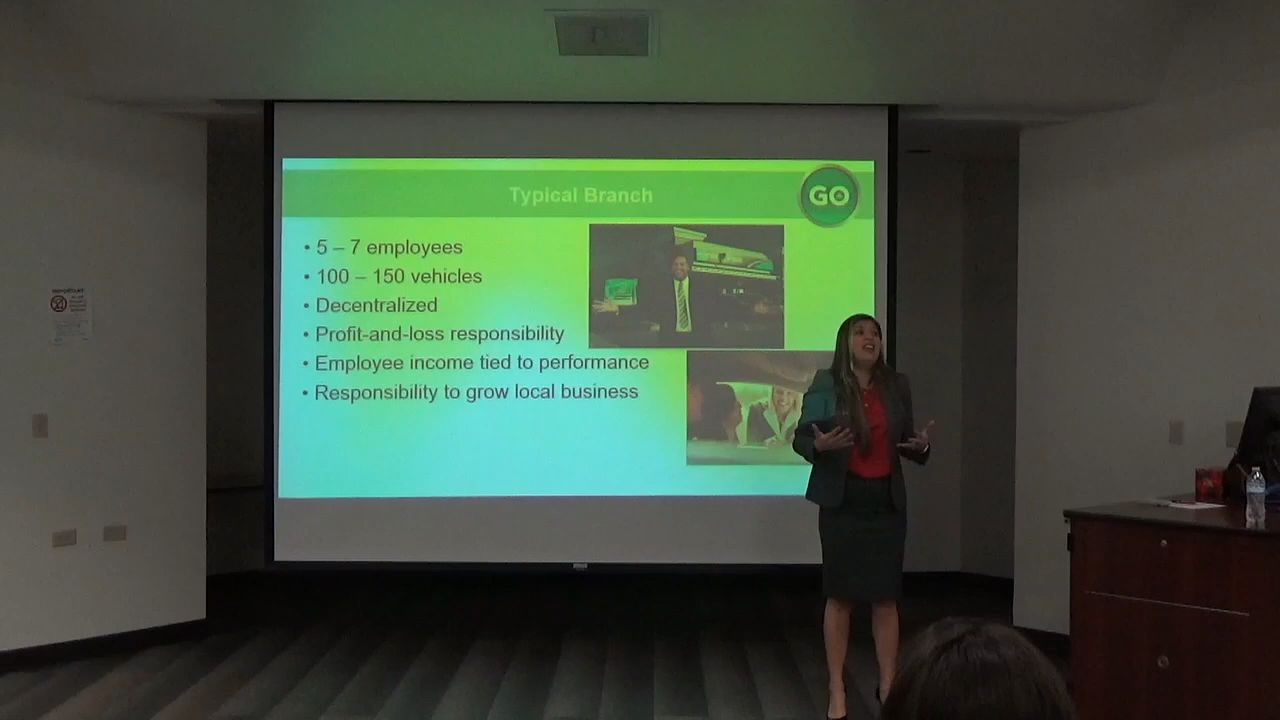 Typical Branch
GO
• 5 – 7 employees
• 100 – 150 vehicles
• Decentralized
• Profit-and-loss responsibility
• Employee income tied to performance
• Responsibility to grow local business
IMPORTANT